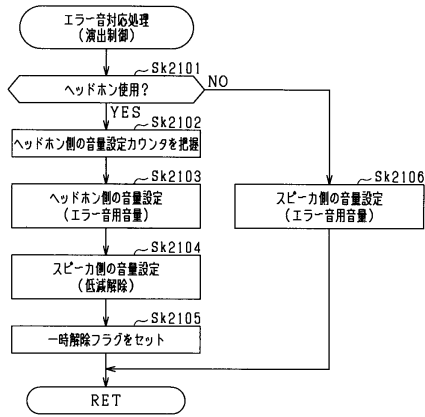 エラー音対応処理
(演出制御)
Sk2101
ヘッドホン使用?
NO
YES
Sk2102
ヘッドホン側の音量設定カウンタを把握
Sk2103
ヘッドホン側の音量設定
(エラー音用音量)
Sk2106
スピーカ側の音量設定
(エラー音用音量)
Sk2104
スピーカ側の音量設定
(低減解除)
Sk2105
一時解除フラグをセット
RET